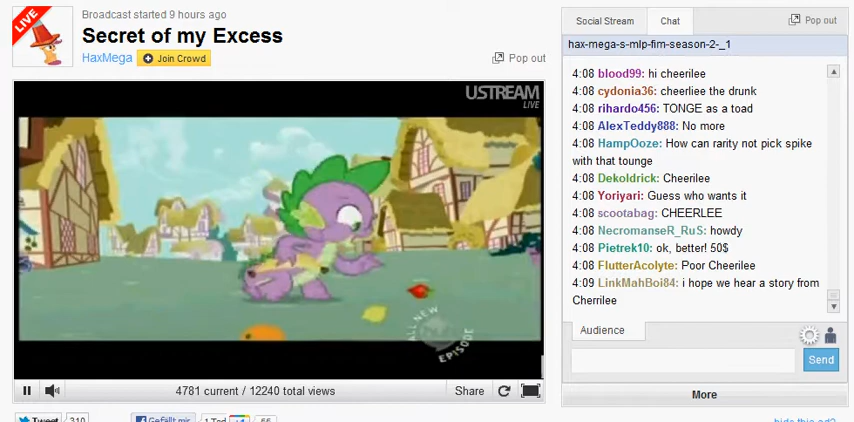 LIVE
Broadcast started 9 hours ago
Secret of my Excess
HaxMega
Join Crowd
Pop out
USTREAM
LIVE
ALL NEW
EPISODE
4781 current / 12240 total views
Share
Tweet
310
Gefällt mir
1 Tsd
+1
Social Stream
Chat
Pop out
hax-mega-s-mlp-fim-season-2-_1
4:08 blood99: hi cheerilee
4:08 cydonia36: cheerliee the drunk
4:08 rihardo456: TONGE as a toad
4:08 AlexTeddy888: No more
4:08 HampOoze: How can rarity not pick spike
with that tounge
4:08 Dekoldrick: Cheerilee
4:08 Yoriyari: Guess who wants it
4:08 scootabag: CHEERLEE
4:08 NecromanseR_RuS: howdy
4:08 Pietrek10: ok, better! 50$
4:08 FlutterAcolyte: Poor Cheerilee
4:09 LinkMahBoi84: i hope we hear a story from
Cherrilee
Audience
Send
More
hide this ad?